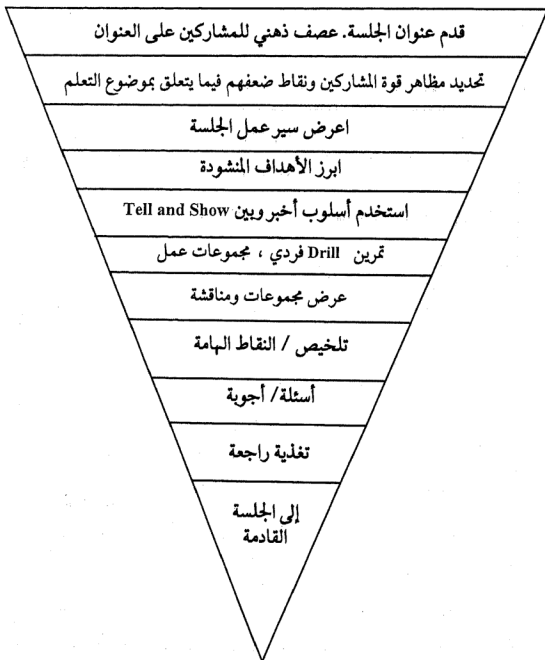 قدم عنوان الجلسة. عصف ذهني للمشاركين على العنوان
تحديد مظاهر قوة المشاركين ونقاط ضعفهم فيما يتعلق بموضوع التعلم
اعرض سير عمل الجلسة
ابرز الأهداف المنشودة
استخدم أسلوب أخبر وبين Tell and Show
تمرين Drill فردي ، مجموعات عمل
عرض مجموعات ومناقشة
تلخيص / النقاط الهامة
أسئلة/ أجوبة
تغذية راجعة
إلى الجلسة
القادمة